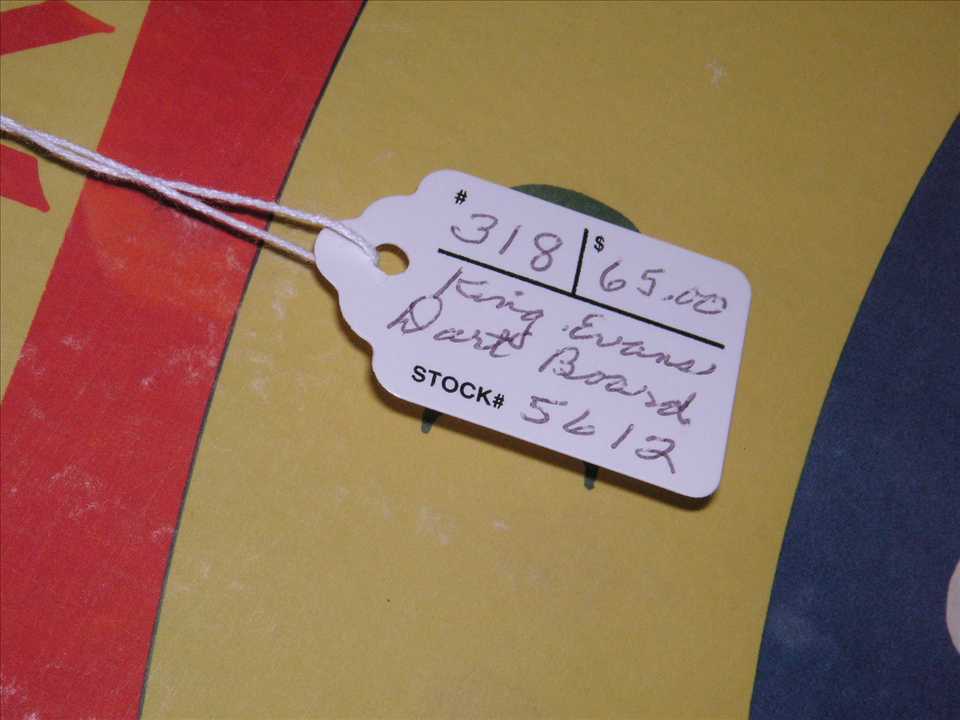 # 318 $ 65.00
King Evans
Dart Board
STOCK# 5612